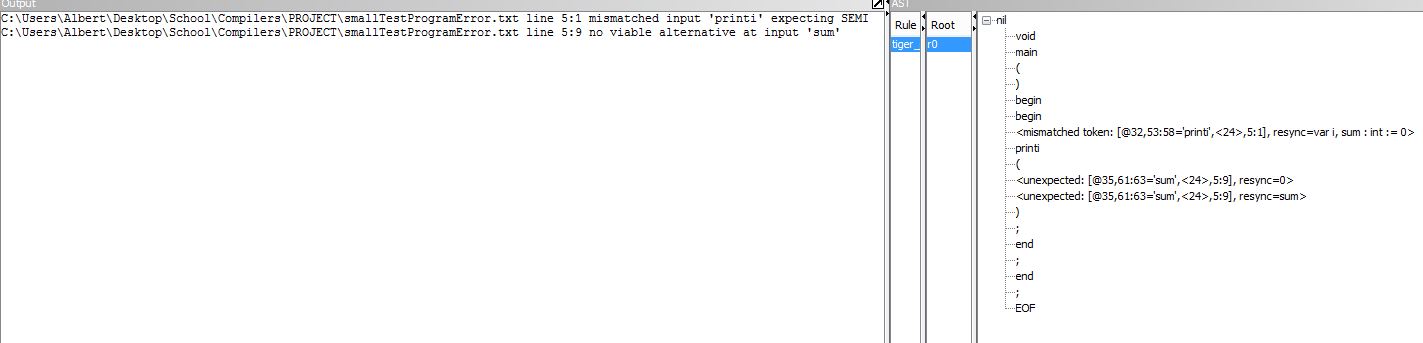 Output
AST
C:\Users\Albert\Desktop\School\Compilers\PROJECT\smallTestProgramError.txt line 5:1 mismatched input 'printi' expecting SEMI
C:\Users\Albert\Desktop\School\Compilers\PROJECT\smallTestProgramError.txt line 5:9 no viable alternative at input 'sum'
Rule
Root
tiger_
r0
nil
void
main
(
)
begin
begin
<mismatched token: [@32,53:58='printi',<24>,5:1], resync=var i, sum : int := 0>
printi
(
<unexpected: [@35,61:63='sum',<24>,5:9], resync=0>
<unexpected: [@35,61:63='sum',<24>,5:9], resync=sum>
)
;
end
;
end
;
EOF